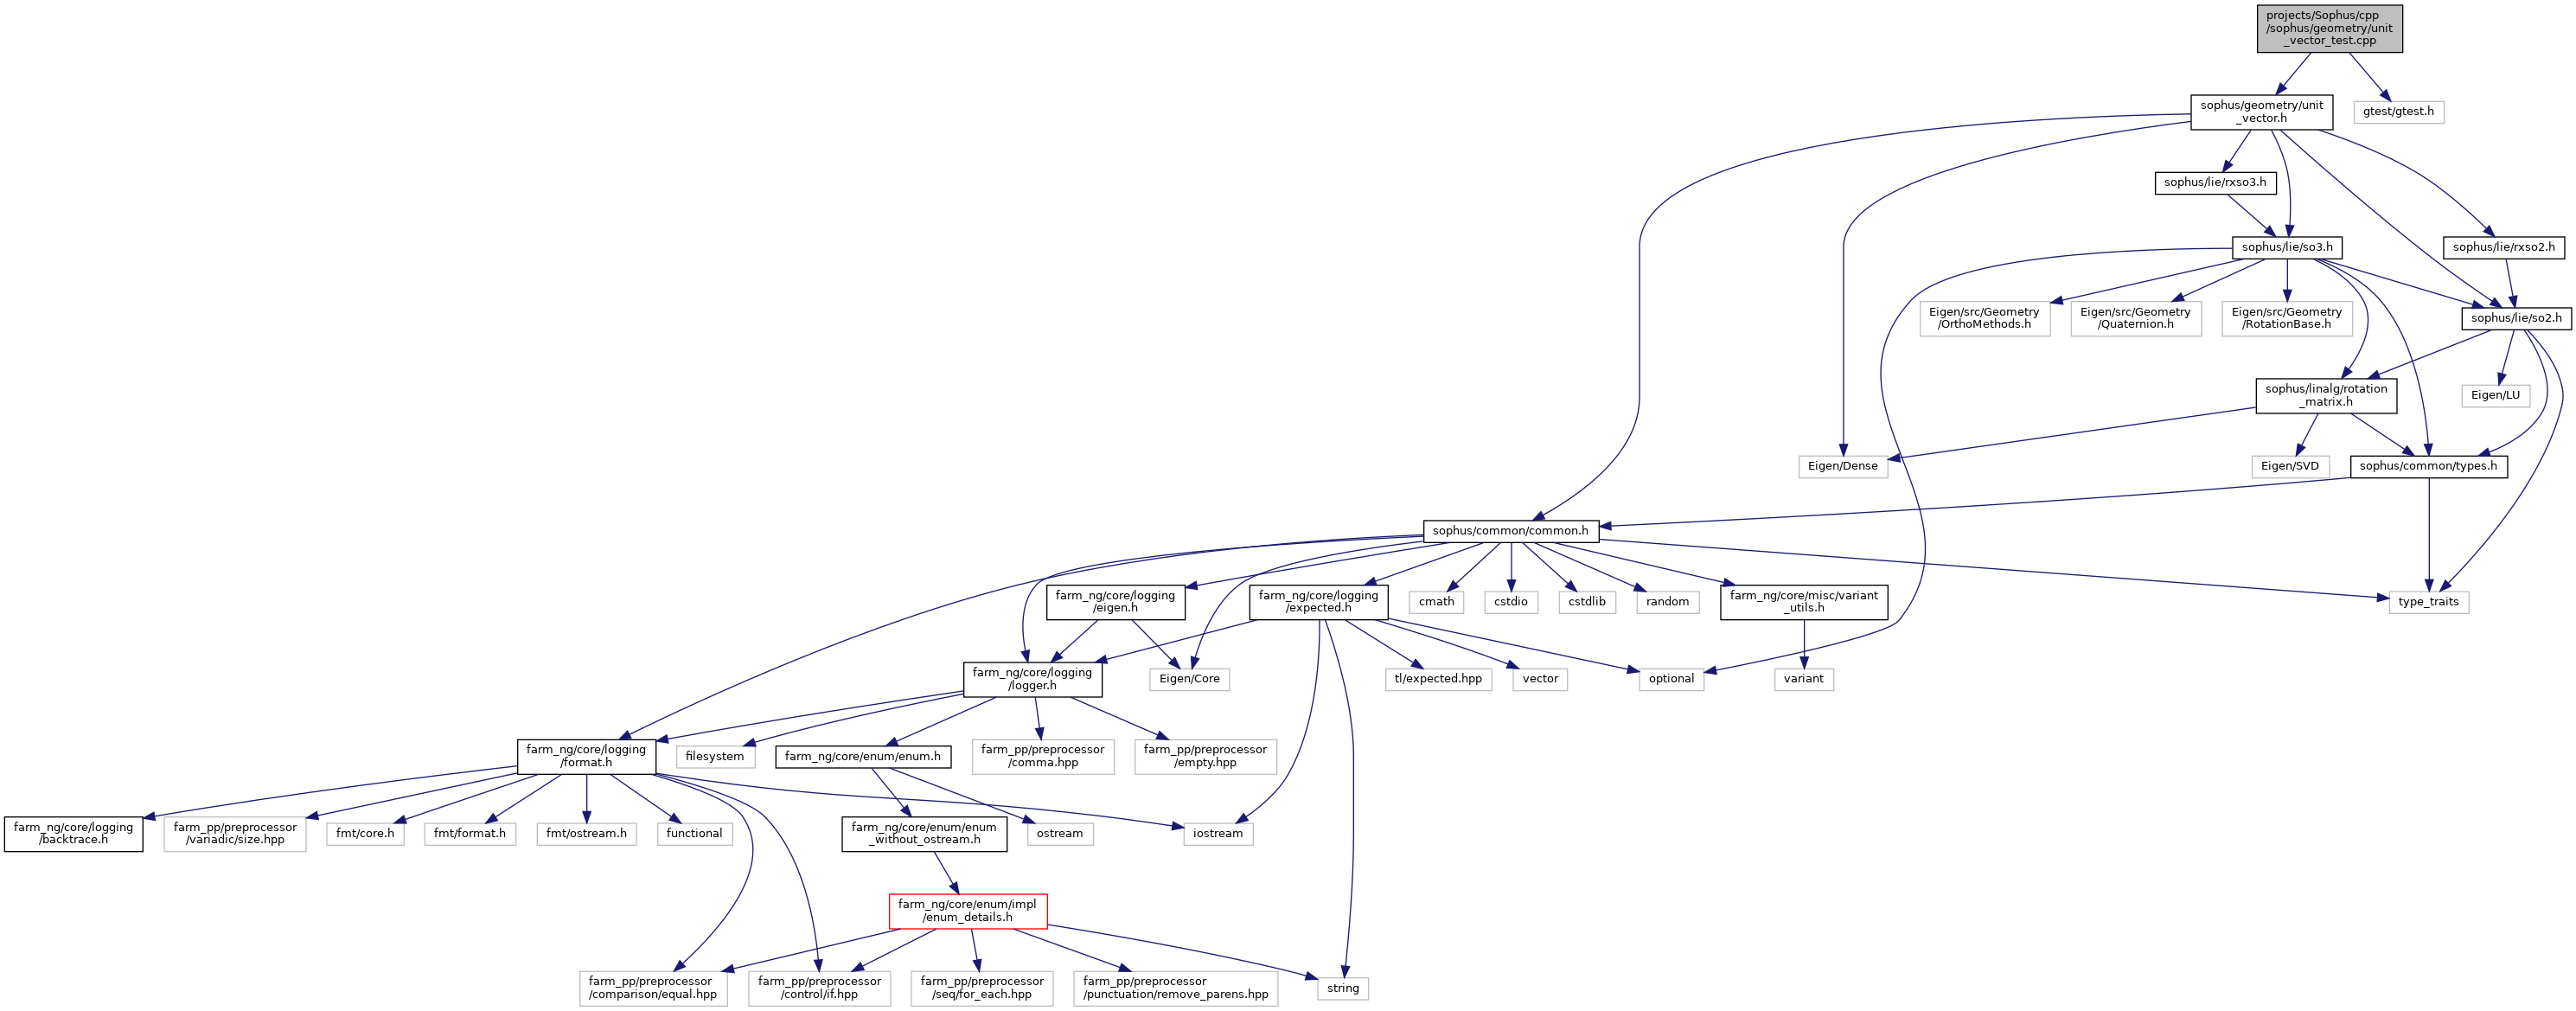 projects/Sophus/cpp
/sophus/geometry/unit
_vector_test.cpp
sophus/geometry/unit
_vector.h
gtest/gtest.h
sophus/lie/rxso3.h
sophus/lie/so3.h
sophus/lie/rxso2.h
Eigen/src/Geometry
/OrthoMethods.h
Eigen/src/Geometry
/Quaternion.h
Eigen/src/Geometry
/RotationBase.h
sophus/lie/so2.h
sophus/linalg/rotation
_matrix.h
Eigen/LU
Eigen/Dense
Eigen/SVD
sophus/common/types.h
sophus/common/common.h
farm_ng/core/logging
/eigen.h
farm_ng/core/logging
/expected.h
cmath
cstdio
cstdlib
random
farm_ng/core/misc/variant
_utils.h
type_traits
farm_ng/core/logging
/logger.h
Eigen/Core
tl/expected.hpp
vector
optional
variant
farm_ng/core/logging
/format.h
filesystem
farm_ng/core/enum/enum.h
farm_pp/preprocessor
/comma.hpp
farm_pp/preprocessor
/empty.hpp
farm_ng/core/logging
/backtrace.h
farm_pp/preprocessor
/variadic/size.hpp
fmt/core.h
fmt/format.h
fmt/ostream.h
functional
farm_ng/core/enum/enum
_without_ostream.h
ostream
iostream
farm_ng/core/enum/impl
/enum_details.h
farm_pp/preprocessor
/comparison/equal.hpp
farm_pp/preprocessor
/control/if.hpp
farm_pp/preprocessor
/seq/for_each.hpp
farm_pp/preprocessor
/punctuation/remove_parens.hpp
string